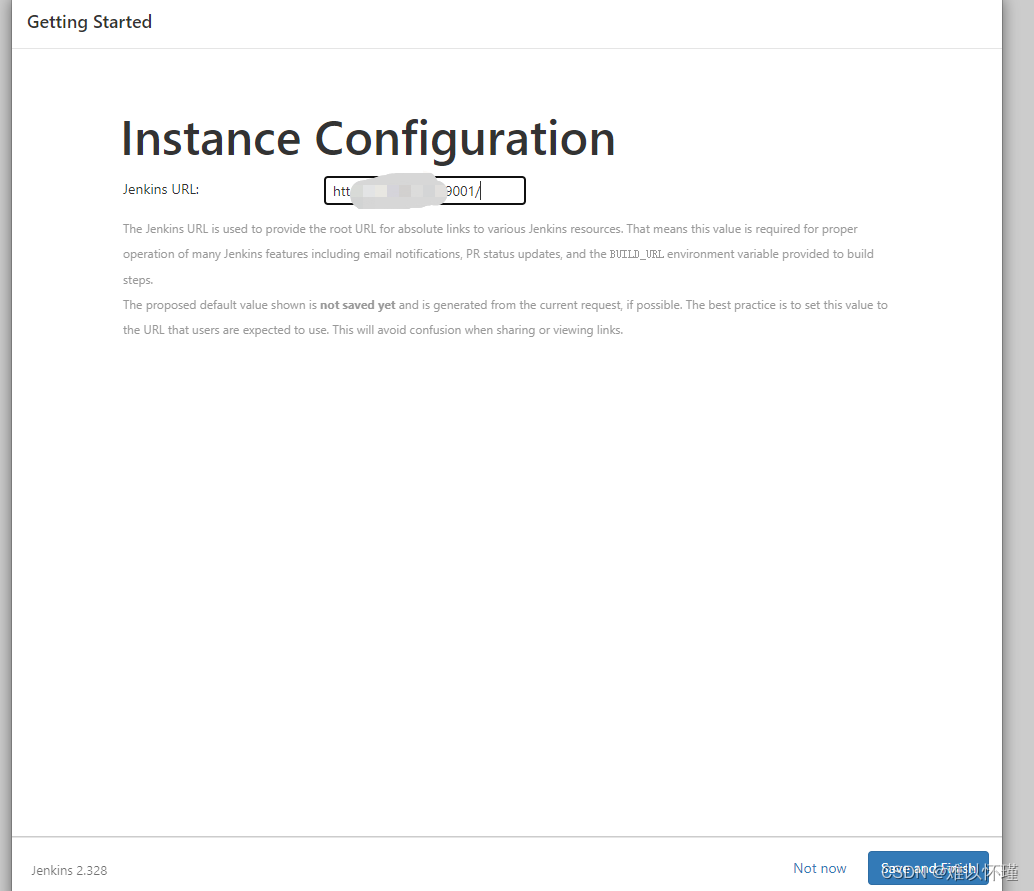 Getting Started
Instance Configuration
Jenkins URL:
htt 9001/
The Jenkins URL is used to provide the root URL for absolute links to various Jenkins resources. That means this value is required for proper
operation of many Jenkins features including email notifications, PR status updates, and the BUILD_URL environment variable provided to build
steps.
The proposed default value shown is not saved yet and is generated from the current request, if possible. The best practice is to set this value to
the URL that users are expected to use. This will avoid confusion when sharing or viewing links.
Jenkins 2.328
Not now
Save and Finish
CSDN @难以怀瑾